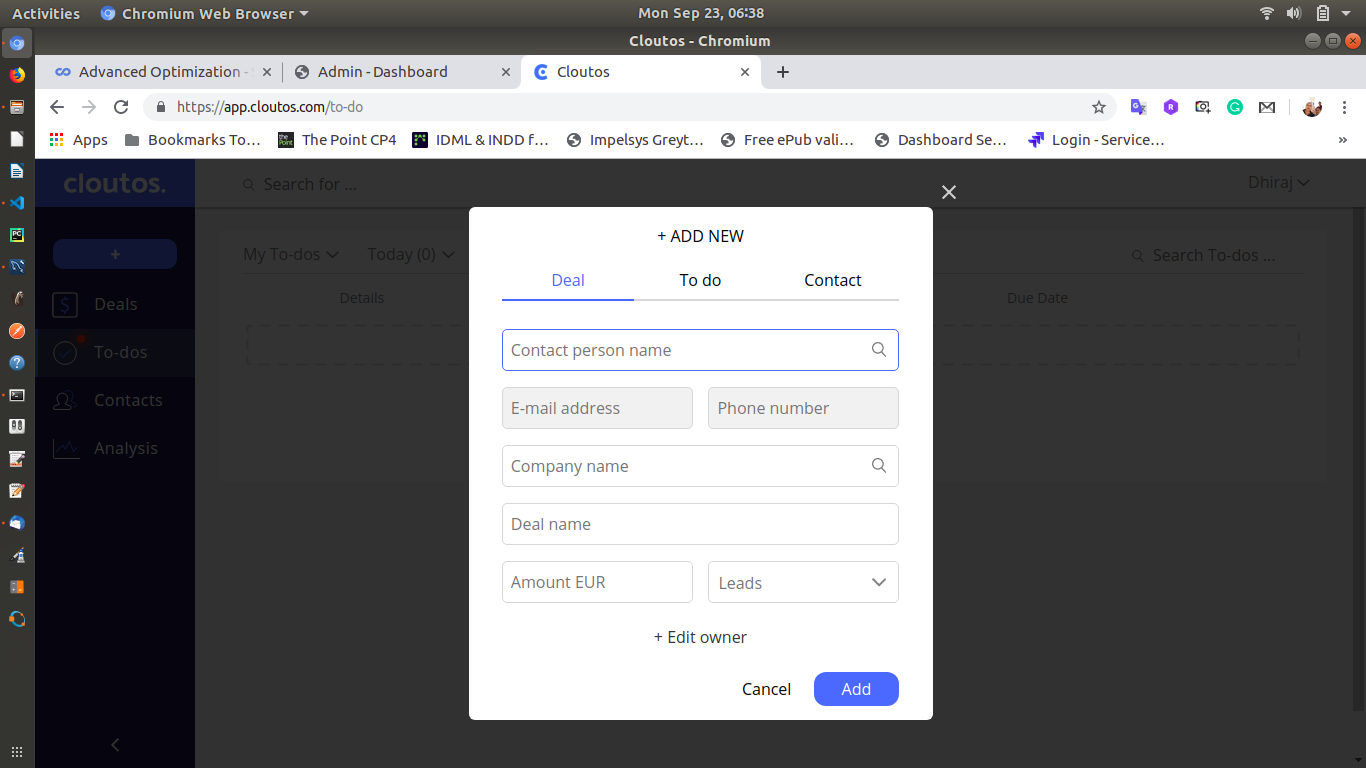 Activities Chromium Web Browser Mon Sep 23, 06:38
Cloutos - Chromium
Advanced Optimization - Admin - Dashboard Cloutos
https://app.cloutos.com/to-do
Apps Bookmarks To… The Point CP4 IDML & INDD f… Impelsys Greyt… Free ePub vali… Dashboard Se… Login - Service… »
cloutos. Search for ... Dhiraj
+
Deals
To-dos
Contacts
Analysis
My To-dos Today (0) Search To-dos ...
Details Due Date
+ ADD NEW
Deal To do Contact
Contact person name
E-mail address Phone number
Company name
Deal name
Amount EUR Leads
+ Edit owner
Cancel Add